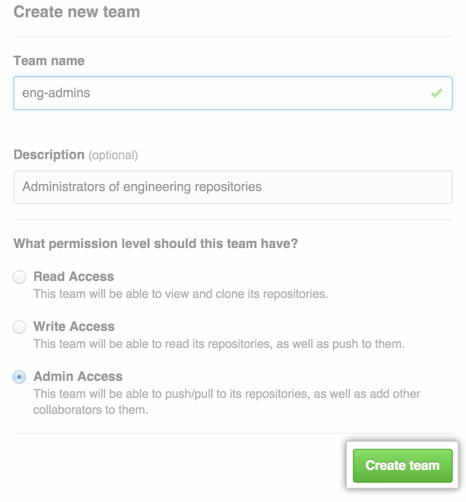 Create new team
Team name
eng-admins
Description (optional)
Administrators of engineering repositories
What permission level should this team have?
Read Access
This team will be able to view and clone its repositories.
Write Access
This team will be able to read its repositories, as well as push to them.
Admin Access
This team will be able to push/pull to its repositories, as well as add other
collaborators to them.
Create team